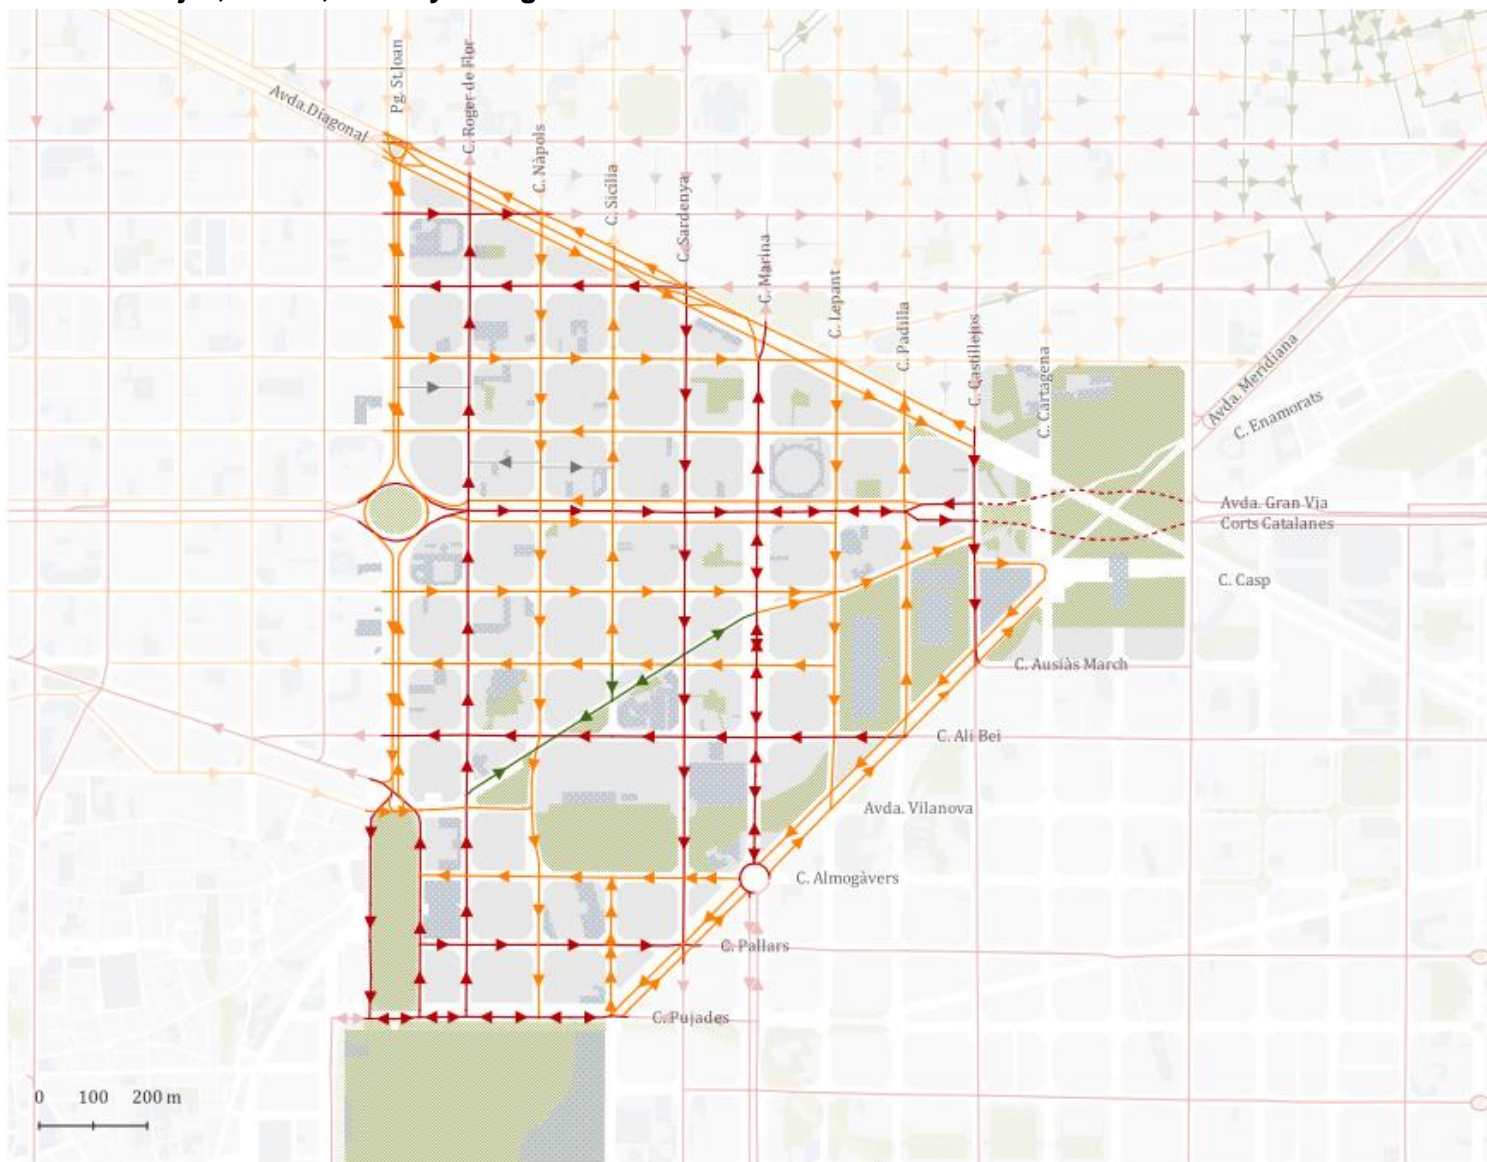 Avda.Diagonal
Pg. St.Joan
C. Roger de Flor
C. Nàpols
C. Sicília
C. Sardenya
C. Marina
C. Lepant
C. Padilla
C. Castillejos
C. Cartagena
Avda. Meridiana
C. Enamorats
Avda. Gran Via
Corts Catalanes
C. Casp
C. Ausiàs March
C. Ali Bei
Avda. Vilanova
C. Almogàvers
C. Pallars
C. Pujades
0 100 200 m